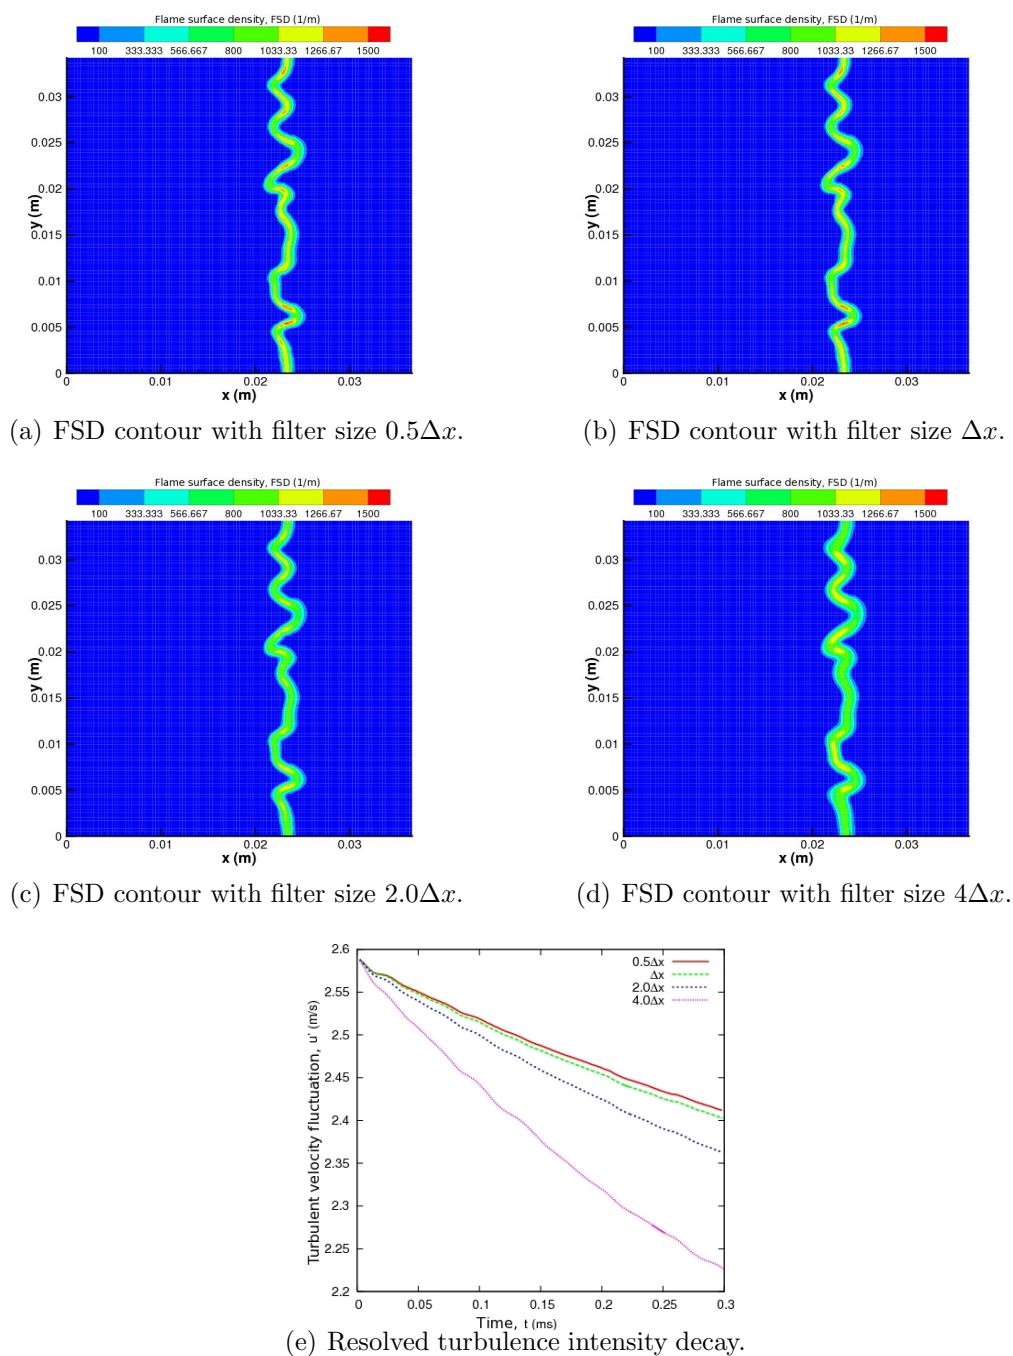 Flame surface density, FSD (1/m)
100 333.333 566.667 800 1033.33 1266.67 1500
0.03
0.025
0.02
y (m)
0.015
0.01
0.005
0
0 0.01 0.02 0.03
x (m)
(a) FSD contour with filter size 0.5Δx.
Flame surface density, FSD (1/m)
100 333.333 566.667 800 1033.33 1266.67 1500
0.03
0.025
0.02
y (m)
0.015
0.01
0.005
0
0 0.01 0.02 0.03
x (m)
(b) FSD contour with filter size Δx.
Flame surface density, FSD (1/m)
100 333.333 566.667 800 1033.33 1266.67 1500
0.03
0.025
0.02
y (m)
0.015
0.01
0.005
0
0 0.01 0.02 0.03
x (m)
(c) FSD contour with filter size 2.0Δx.
Flame surface density, FSD (1/m)
100 333.333 566.667 800 1033.33 1266.67 1500
0.03
0.025
0.02
y (m)
0.015
0.01
0.005
0
0 0.01 0.02 0.03
x (m)
(d) FSD contour with filter size 4Δx.
2.6
2.55
2.5
2.45
2.4
2.35
2.3
2.25
2.2
Turbulent velocity fluctuation, u' (m/s)
0.5Δx
Δx
2.0Δx
4.0Δx
0 0.05 0.1 0.15 0.2 0.25 0.3
Time, t (ms)
(e) Resolved turbulence intensity decay.